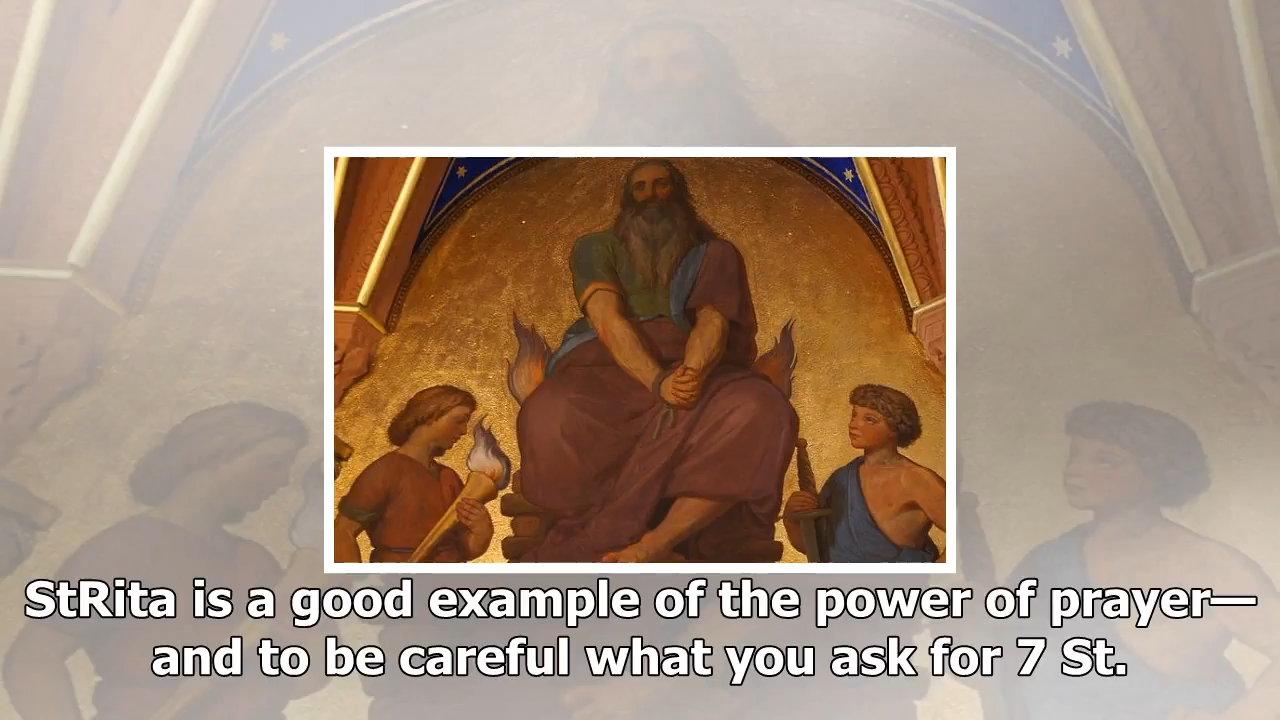 StRita is a good example of the power of prayer—
and to be careful what you ask for 7 St.